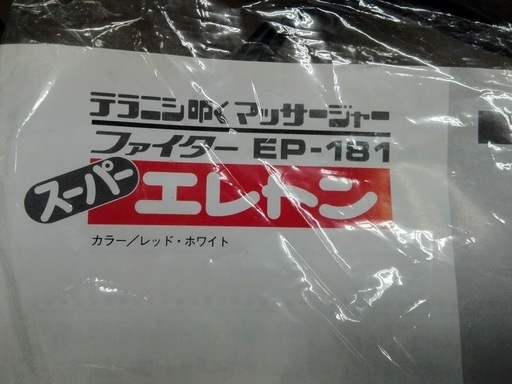 テラニシ叩くマッサージャー
ファイター EP-181
スーパー エレトン
カラー/レッド・ホワイト